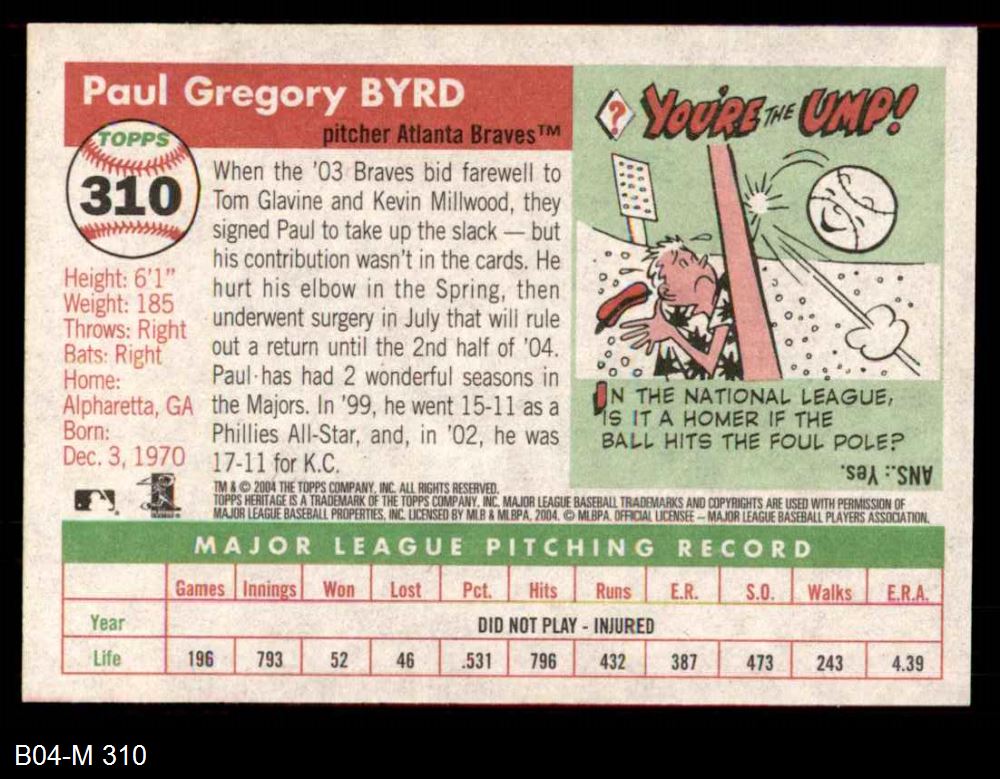 Paul Gregory BYRD
pitcher Atlanta Braves™
TOPPS
310
Height: 6'1"
Weight: 185
Throws: Right
Bats: Right
Home:
Alpharetta, GA
Born:
Dec. 3, 1970
When the '03 Braves bid farewell to
Tom Glavine and Kevin Millwood, they
signed Paul to take up the slack — but
his contribution wasn't in the cards. He
hurt his elbow in the Spring, then
underwent surgery in July that will rule
out a return until the 2nd half of '04.
Paul has had 2 wonderful seasons in
the Majors. In '99, he went 15-11 as a
Phillies All-Star, and, in '02, he was
17-11 for K.C.
? YOU'RE THE UMP!
IN THE NATIONAL LEAGUE,
IS IT A HOMER IF THE
BALL HITS THE FOUL POLE?
ANS.: Yes.
TM & © 2004 THE TOPPS COMPANY, INC. ALL RIGHTS RESERVED.
TOPPS HERITAGE IS A TRADEMARK OF THE TOPPS COMPANY, INC. MAJOR LEAGUE BASEBALL TRADEMARKS AND COPYRIGHTS ARE USED WITH PERMISSION OF
MAJOR LEAGUE BASEBALL PROPERTIES, INC. LICENSED BY MLB & MLBPA, 2004. © MLBPA. OFFICIAL LICENSEE – MAJOR LEAGUE BASEBALL PLAYERS ASSOCIATION.
MAJOR LEAGUE PITCHING RECORD
Games Innings Won Lost Pct. Hits Runs E.R. S.O. Walks E.R.A.
Year DID NOT PLAY - INJURED
Life 196 793 52 46 .531 796 432 387 473 243 4.39
B04-M 310